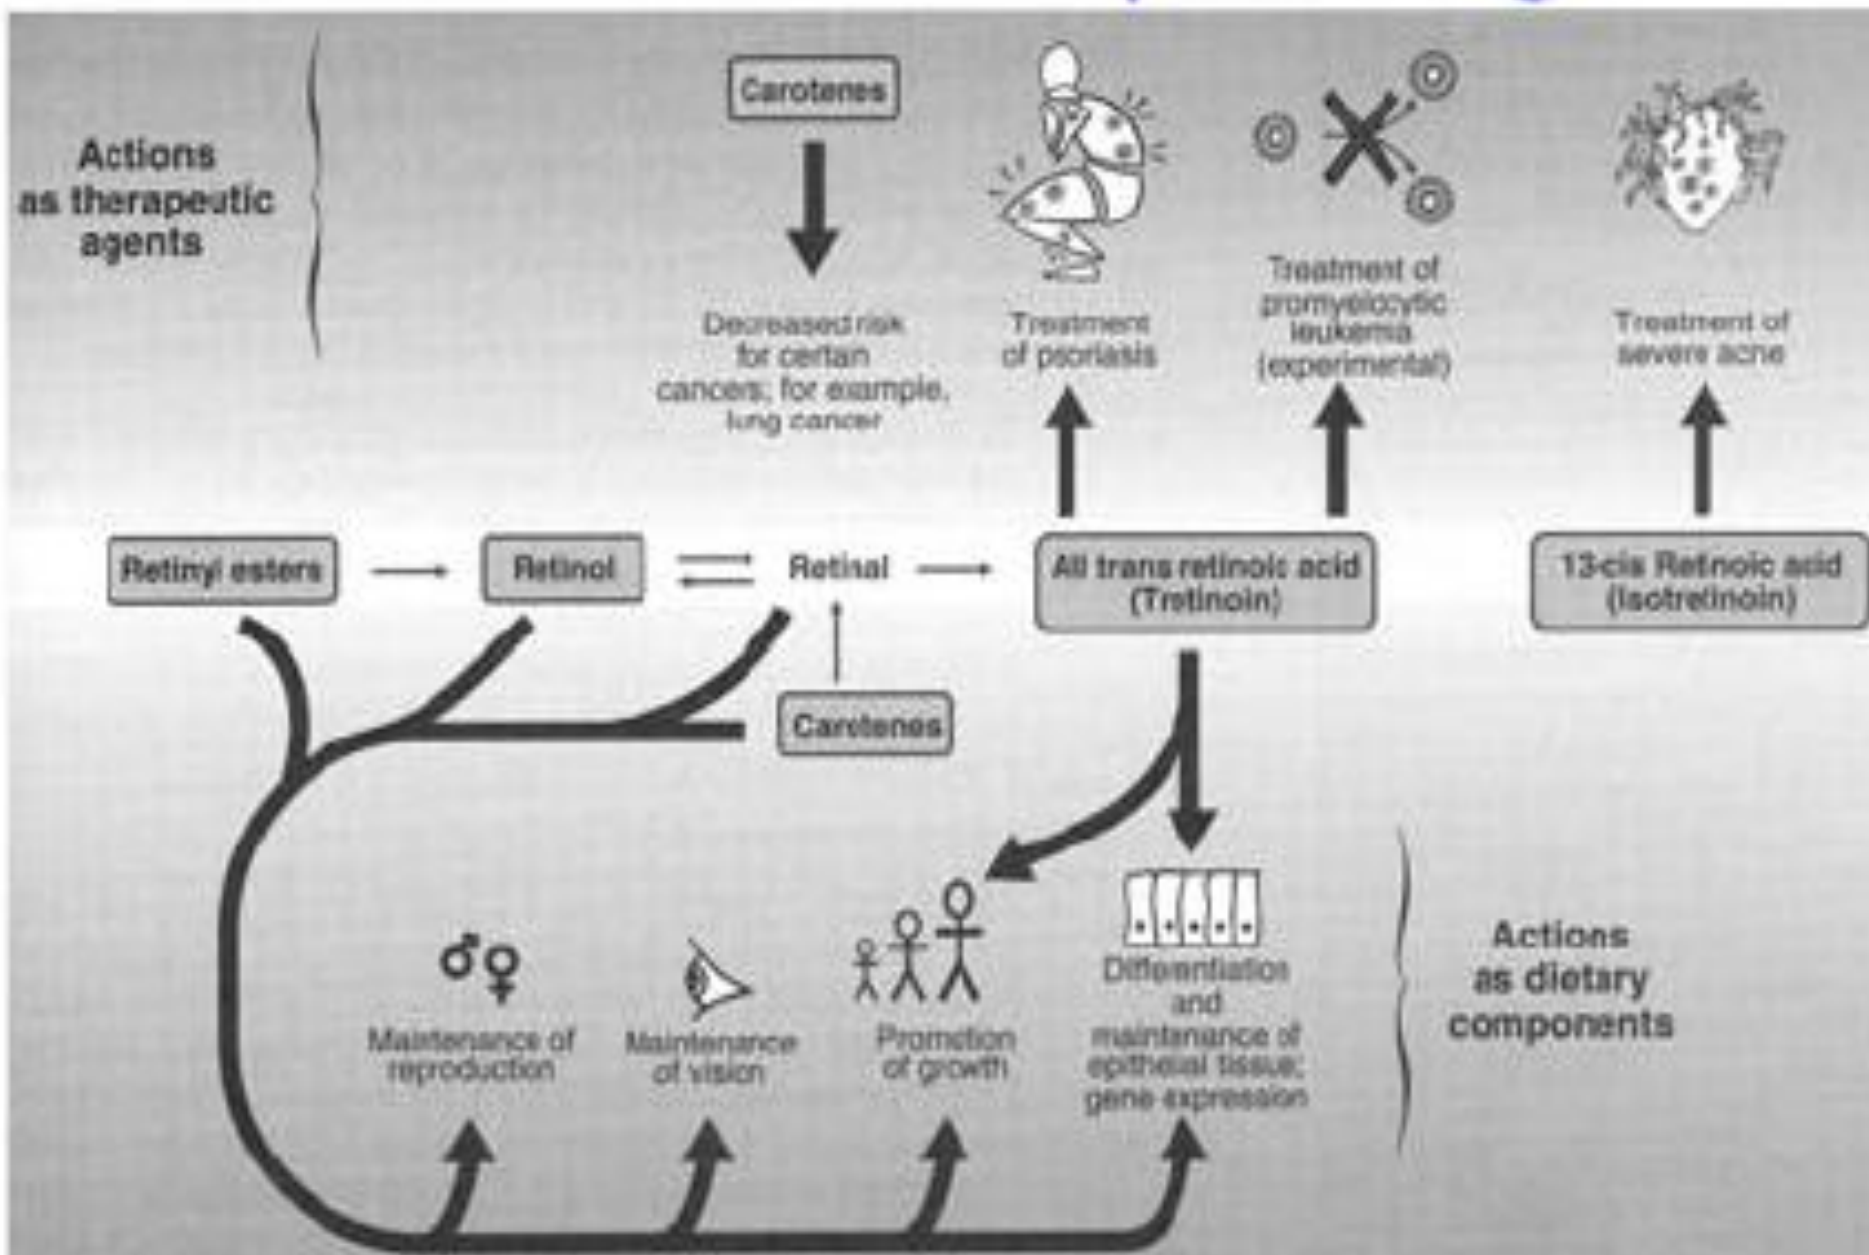 Actions
as therapeutic
agents
Carotenes
Decreased risk
for certain
cancers; for example,
lung cancer
Treatment
of psoriasis
Treatment of
promyelocytic
leukemia
(experimental)
Treatment of
severe acne
Retinyl esters
Retinol
Retinal
All trans retinoic acid
(Tretinoin)
13-cis Retinoic acid
(Isotretinoin)
Carotenes
Maintenance of
reproduction
Maintenance
of vision
Promotion
of growth
Differentiation
and
maintenance of
epithelial tissue;
gene expression
Actions
as dietary
components